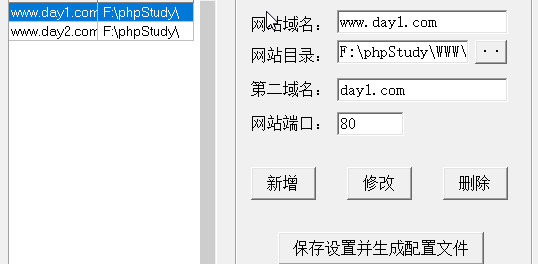 www.day1.com F:\phpStudy\
www.day2.com F:\phpStudy\
网站域名： www.day1.com
网站目录： F:\phpStudy\WWW\ ..
第二域名： day1.com
网站端口： 80
新增 修改 删除
保存设置并生成配置文件